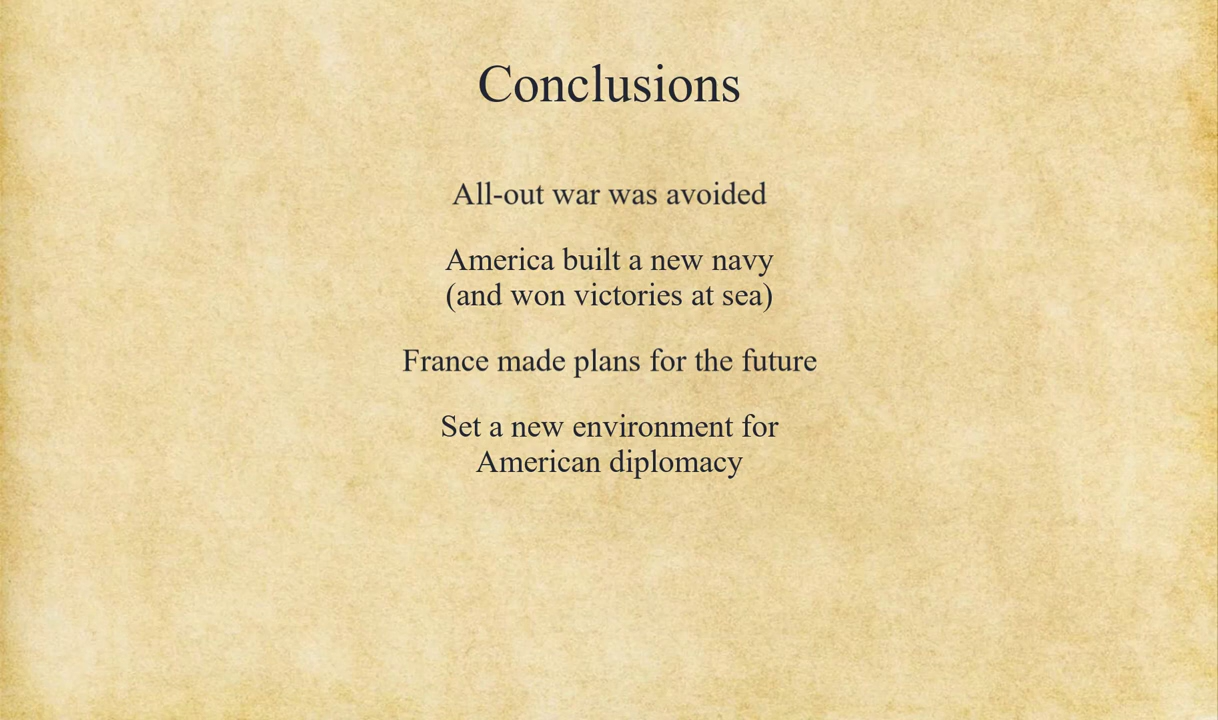 Conclusions
All-out war was avoided
America built a new navy
(and won victories at sea)
France made plans for the future
Set a new environment for
American diplomacy